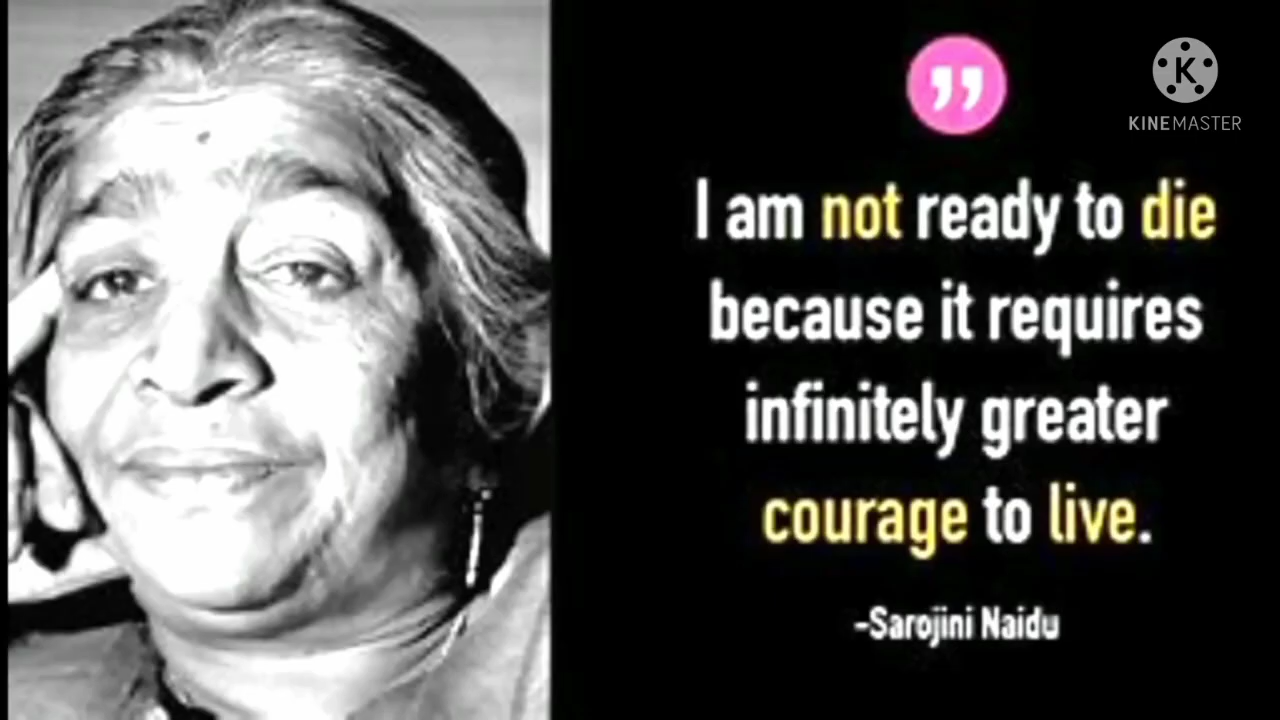 ”
K
KINEMASTER
I am not ready to die
because it requires
infinitely greater
courage to live.
-Sarojini Naidu